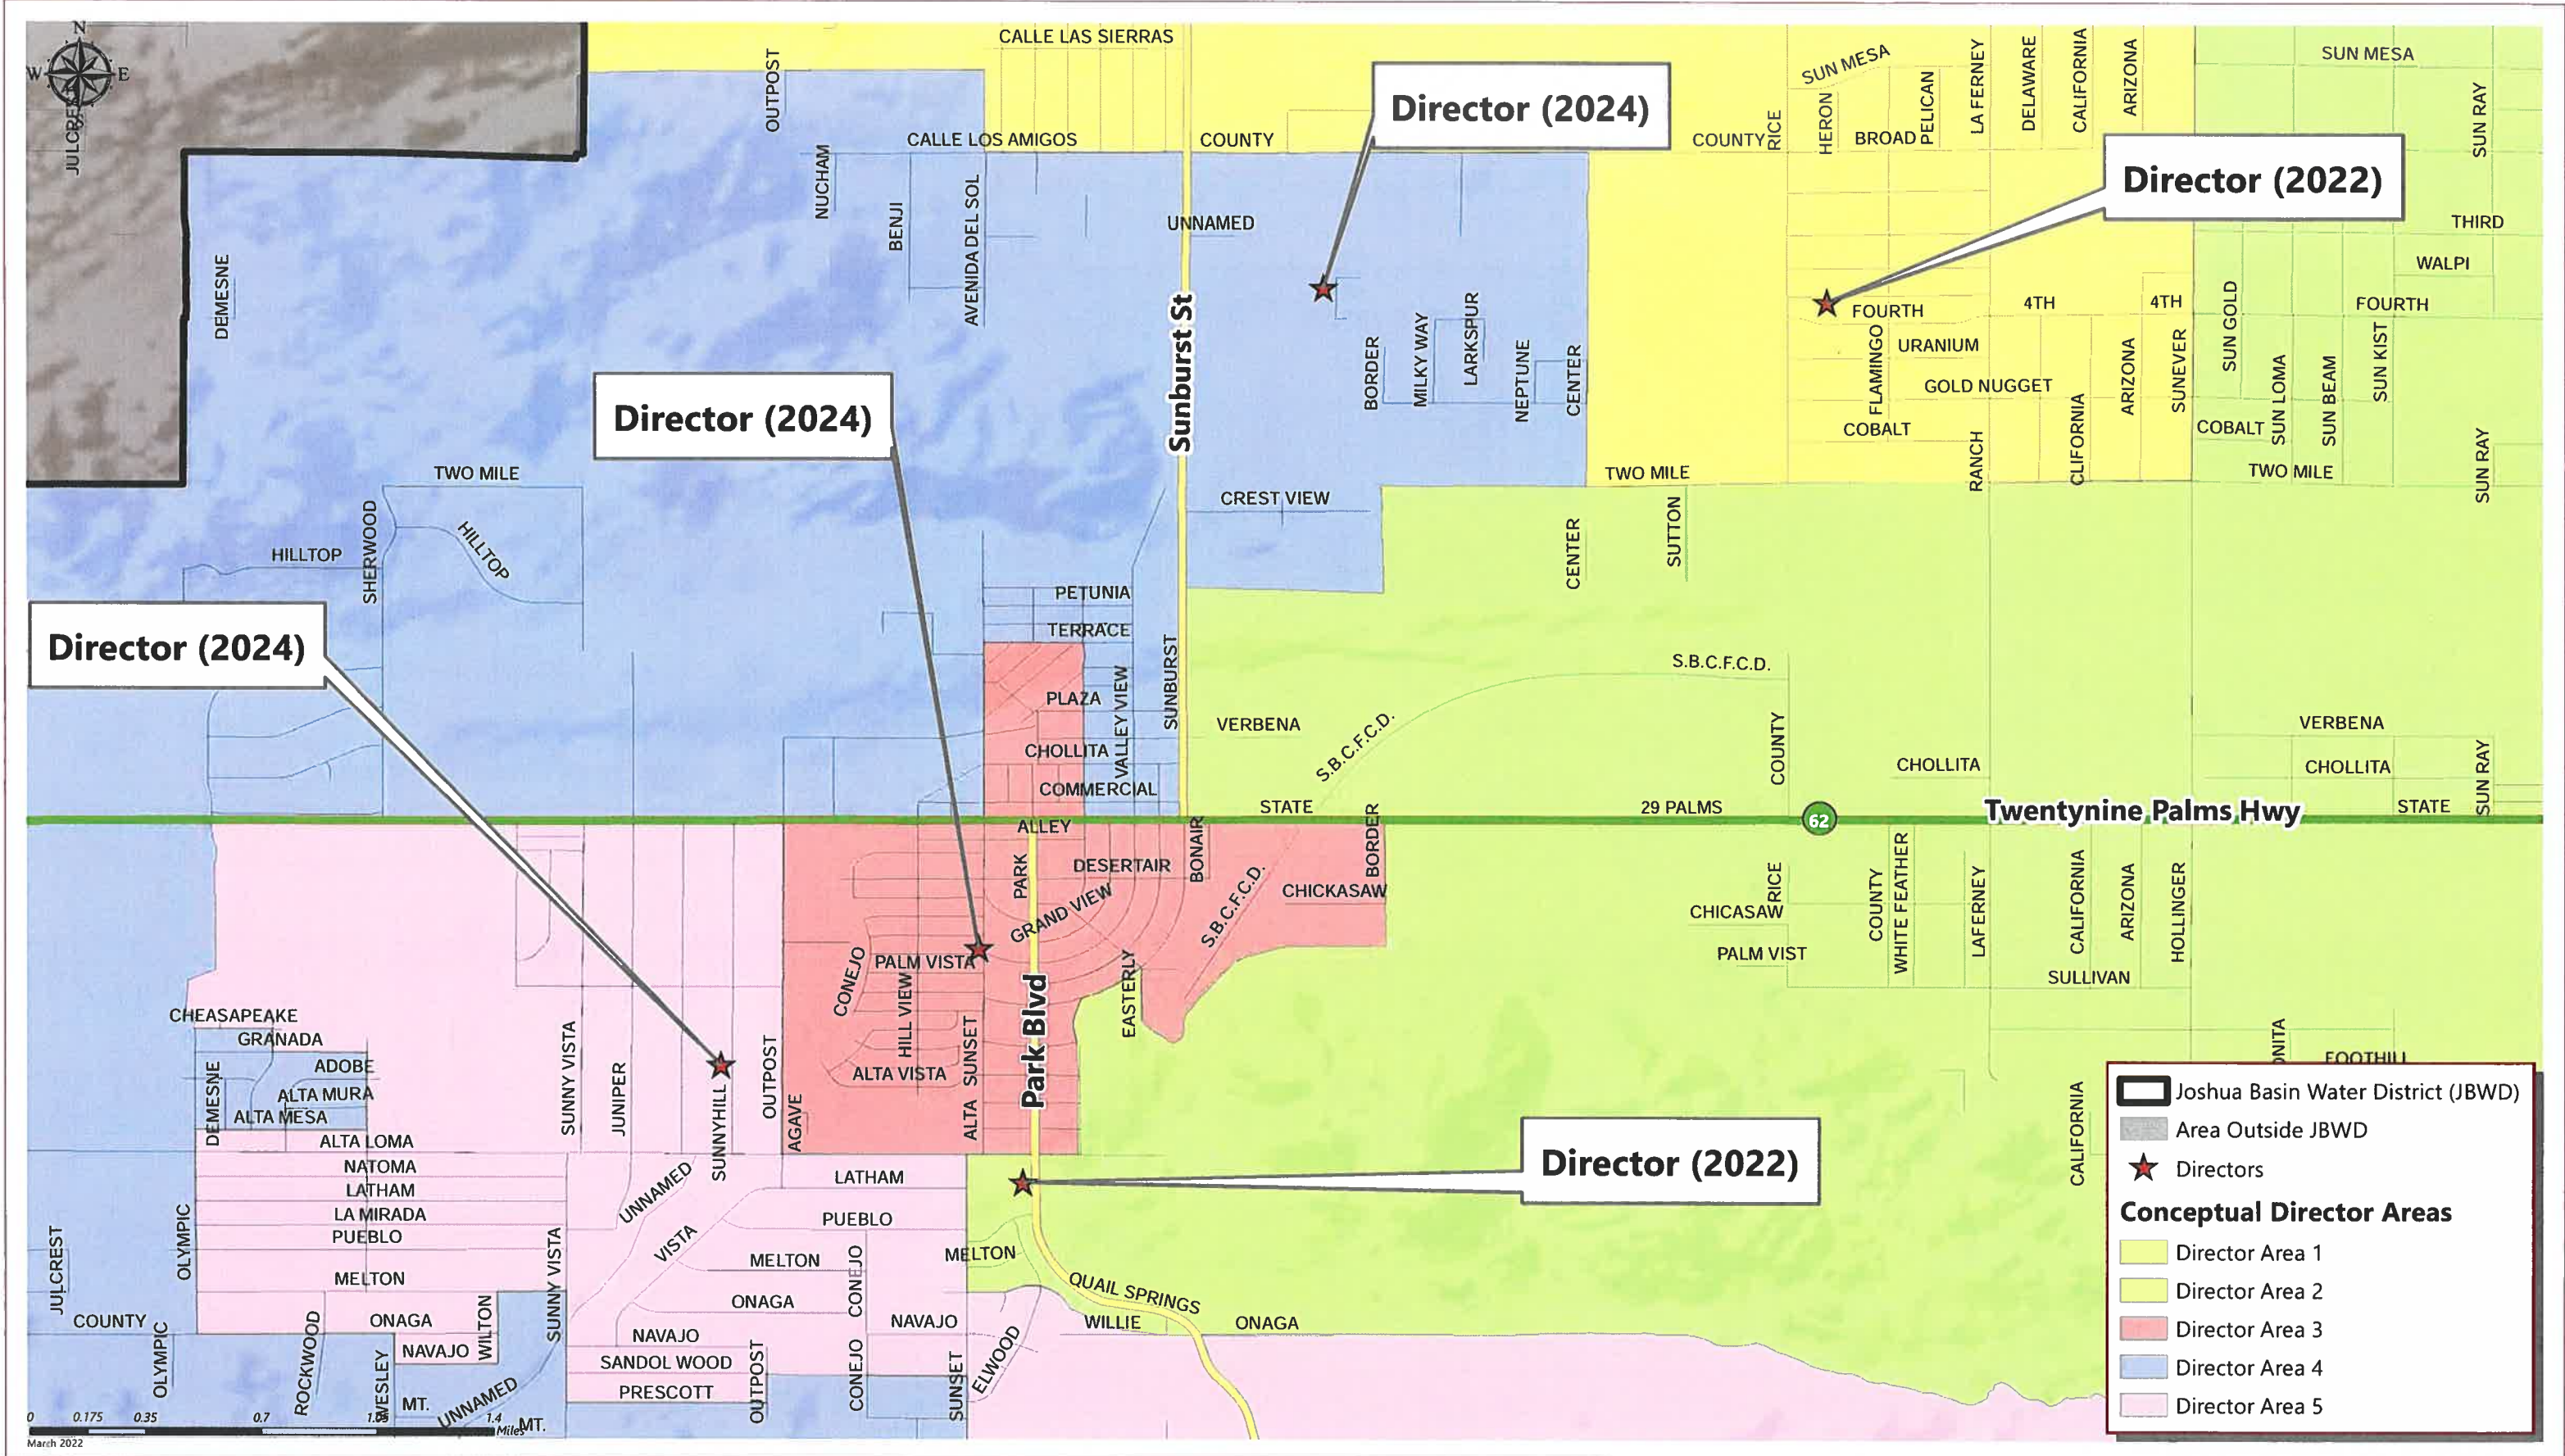 N
W E
JULCREST
CALLE LAS SIERRAS
OUTPOST
SUN MESA
HERON
PELICAN
LA FERNEY
DELAWARE
CALIFORNIA
ARIZONA
SUN MESA
SUN RAY
Director (2024)
CALLE LOS AMIGOS
COUNTY
COUNTY
RICE
BROAD
NUCHAM
BENJI
AVENIDA DEL SOL
UNNAMED
Director (2022)
THIRD
WALPI
DEMESNE
FOURTH
4TH
4TH
FOURTH
SUN GOLD
Sunburst St
BORDER
MILKY WAY
LARKSPUR
NEPTUNE
CENTER
FLAMINGO
URANIUM
GOLD NUGGET
COBALT
ARIZONA
SUNEVER
SUN LOMA
SUN BEAM
SUN KIST
COBALT
Director (2024)
TWO MILE
TWO MILE
RANCH
CLIFORNIA
TWO MILE
SUN RAY
CREST VIEW
SHERWOOD
HILLTOP
HILLTOP
CENTER
SUTTON
PETUNIA
TERRACE
Director (2024)
S.B.C.F.C.D.
PLAZA
VALLEY VIEW
SUNBURST
VERBENA
S.B.C.F.C.D.
COUNTY
VERBENA
CHOLLITA
CHOLLITA
CHOLLITA
SUN RAY
COMMERCIAL
STATE
29 PALMS
62
Twentynine Palms Hwy
STATE
ALLEY
PARK
DESERTAIR
BONAIR
BORDER
GRAND VIEW
S.B.C.F.C.D.
CHICKASAW
RICE
CHICASAW
COUNTY
WHITE FEATHER
LAFERNEY
CALIFORNIA
ARIZONA
HOLLINGER
CONEJO
PALM VISTA
HILL VIEW
PALM VIST
SULLIVAN
EASTERLY
Park Blvd
CHEASAPEAKE
GRANADA
ADOBE
ALTA MURA
ALTA MESA
DEMESNE
ALTA LOMA
SUNNY VISTA
JUNIPER
SUNNYHILL
OUTPOST
AGAVE
ALTA VISTA
ALTA SUNSET
FOOTHILL
CALIFORNIA
NATOMA
LATHAM
LA MIRADA
PUEBLO
MELTON
ONAGA
NAVAJO
OLYMPIC
JULCREST
COUNTY
OLYMPIC
ROCKWOOD
WESLEY
WILTON
SUNNY VISTA
MT.
UNNAMED
MT.
UNNAMED
VISTA
LATHAM
PUEBLO
MELTON
CONEJO
ONAGA
NAVAJO
NAVAJO
SANDOL WOOD
PRESCOTT
OUTPOST
CONEJO
SUNSET
ELWOOD
Director (2022)
MELTON
QUAIL SPRINGS
WILLIE
ONAGA
Joshua Basin Water District (JBWD)
Area Outside JBWD
Directors
Conceptual Director Areas
Director Area 1
Director Area 2
Director Area 3
Director Area 4
Director Area 5
0 0.175 0.35 0.7 1.05 1.4
Miles
March 2022